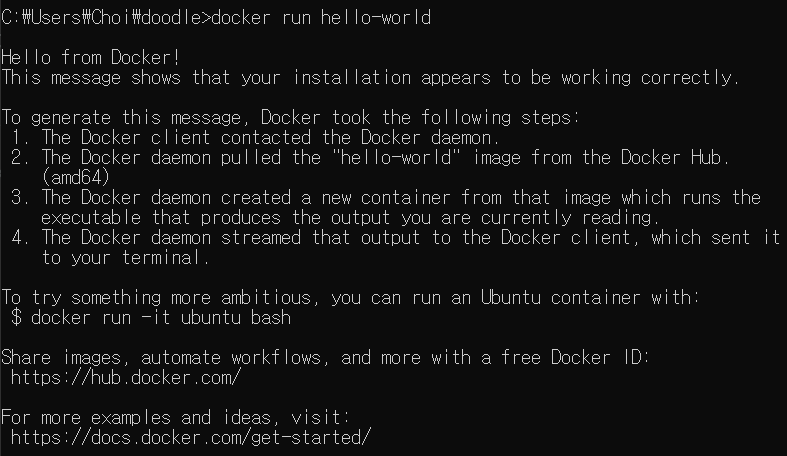 C:₩Users₩Choi₩doodle>docker run hello-world
Hello from Docker!
This message shows that your installation appears to be working correctly.
To generate this message, Docker took the following steps:
1. The Docker client contacted the Docker daemon.
2. The Docker daemon pulled the "hello-world" image from the Docker Hub.
(amd64)
3. The Docker daemon created a new container from that image which runs the
executable that produces the output you are currently reading.
4. The Docker daemon streamed that output to the Docker client, which sent it
to your terminal.
To try something more ambitious, you can run an Ubuntu container with:
$ docker run -it ubuntu bash
Share images, automate workflows, and more with a free Docker ID:
https://hub.docker.com/
For more examples and ideas, visit:
https://docs.docker.com/get-started/